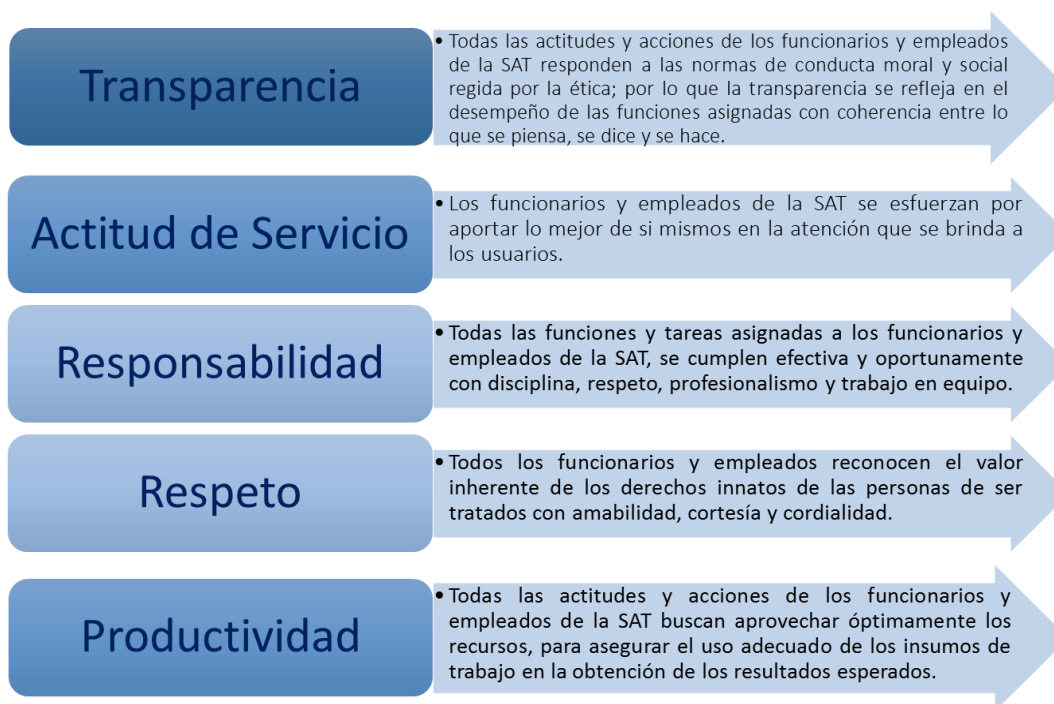 Transparencia
• Todas las actitudes y acciones de los funcionarios y empleados
de la SAT responden a las normas de conducta moral y social
regida por la ética; por lo que la transparencia se refleja en el
desempeño de las funciones asignadas con coherencia entre lo
que se piensa, se dice y se hace.
Actitud de Servicio
• Los funcionarios y empleados de la SAT se esfuerzan por
aportar lo mejor de si mismos en la atención que se brinda a
los usuarios.
Responsabilidad
• Todas las funciones y tareas asignadas a los funcionarios y
empleados de la SAT, se cumplen efectiva y oportunamente
con disciplina, respeto, profesionalismo y trabajo en equipo.
Respeto
• Todos los funcionarios y empleados reconocen el valor
inherente de los derechos innatos de las personas de ser
tratados con amabilidad, cortesía y cordialidad.
Productividad
• Todas las actitudes y acciones de los funcionarios y
empleados de la SAT buscan aprovechar óptimamente los
recursos, para asegurar el uso adecuado de los insumos de
trabajo en la obtención de los resultados esperados.